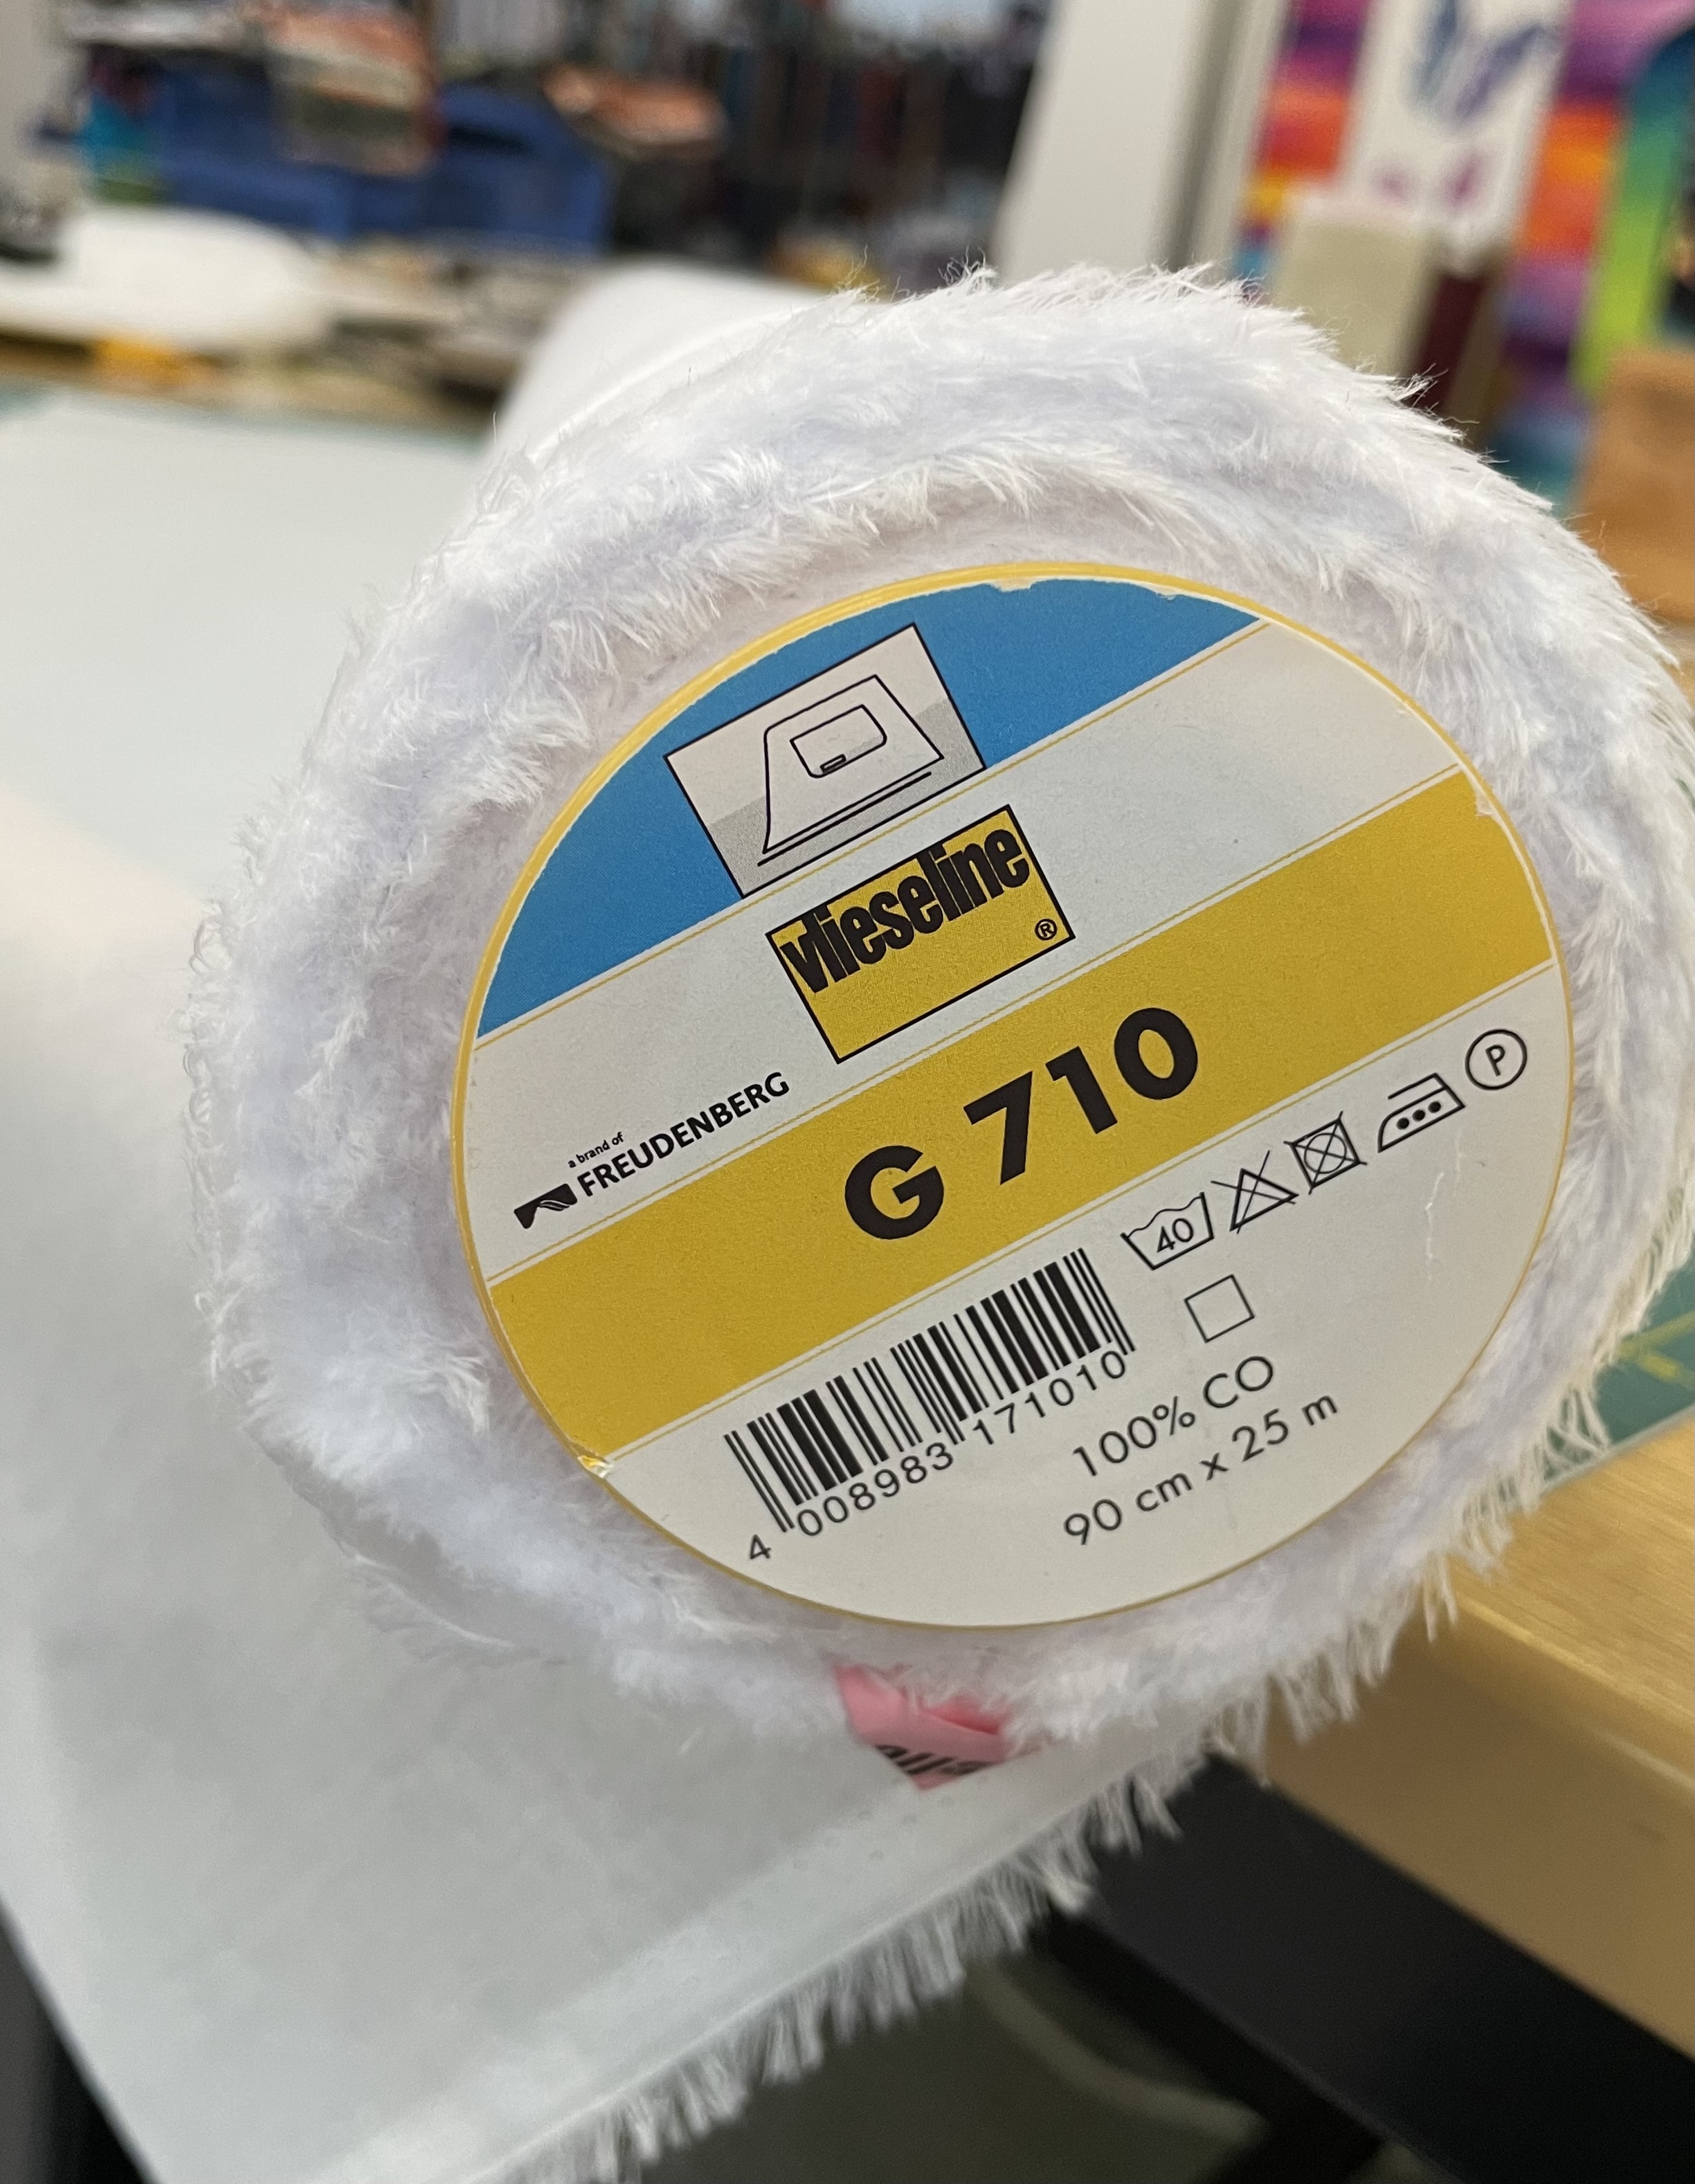 vlieseline
®
a brand of
FREUDENBERG
G 710
40
P
4 008983 171010
100% CO
90 cm x 25 m